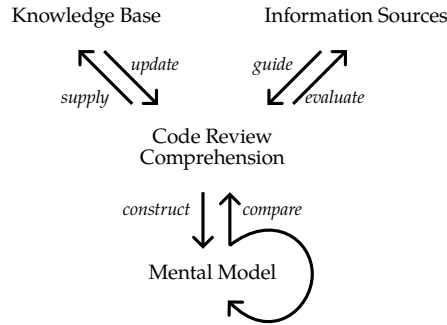 Knowledge Base
Information Sources
update
guide
supply
evaluate
Code Review
Comprehension
construct
compare
Mental Model